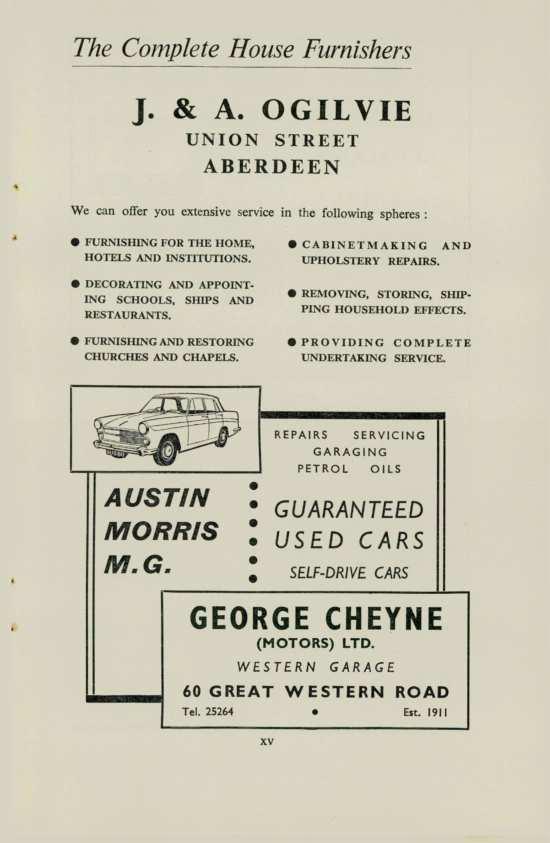 The Complete House Furnishers
J. & A. OGILVIE
UNION STREET
ABERDEEN
We can offer you extensive service in the following spheres :
● FURNISHING FOR THE HOME,
HOTELS AND INSTITUTIONS.
● DECORATING AND APPOINT-
ING SCHOOLS, SHIPS AND
RESTAURANTS.
● FURNISHING AND RESTORING
CHURCHES AND CHAPELS.
● CABINETMAKING AND
UPHOLSTERY REPAIRS.
● REMOVING, STORING, SHIP-
PING HOUSEHOLD EFFECTS.
● PROVIDING COMPLETE
UNDERTAKING SERVICE.
AUSTIN
MORRIS
M.G.
REPAIRS SERVICING
GARAGING
PETROL OILS
GUARANTEED
USED CARS
SELF-DRIVE CARS
GEORGE CHEYNE
(MOTORS) LTD.
WESTERN GARAGE
60 GREAT WESTERN ROAD
Tel. 25264 ● Est. 1911
XV